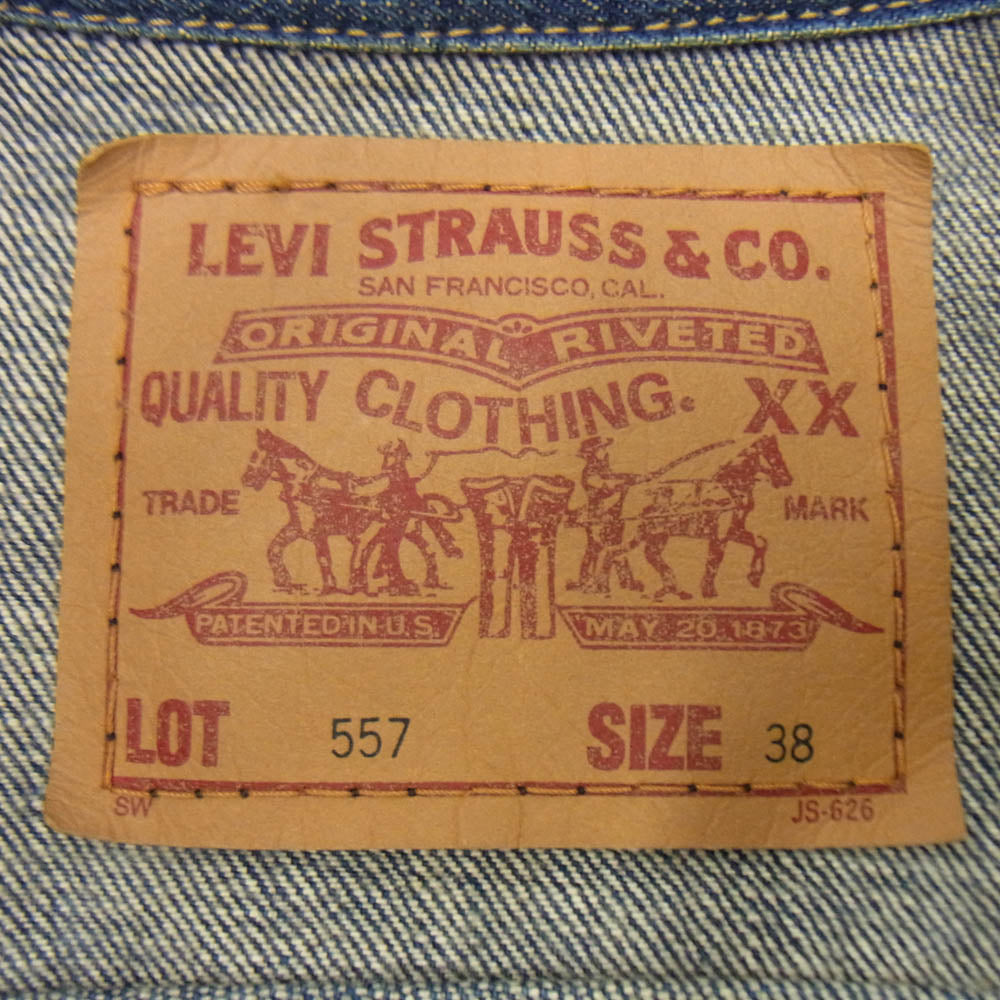 LEVI STRAUSS & CO.
SAN FRANCISCO, CAL.
ORIGINAL RIVETED
QUALITY CLOTHING. XX
TRADE MARK
PATENTED IN U.S. MAY 20 1873
LOT 557 SIZE 38
SW JS-626